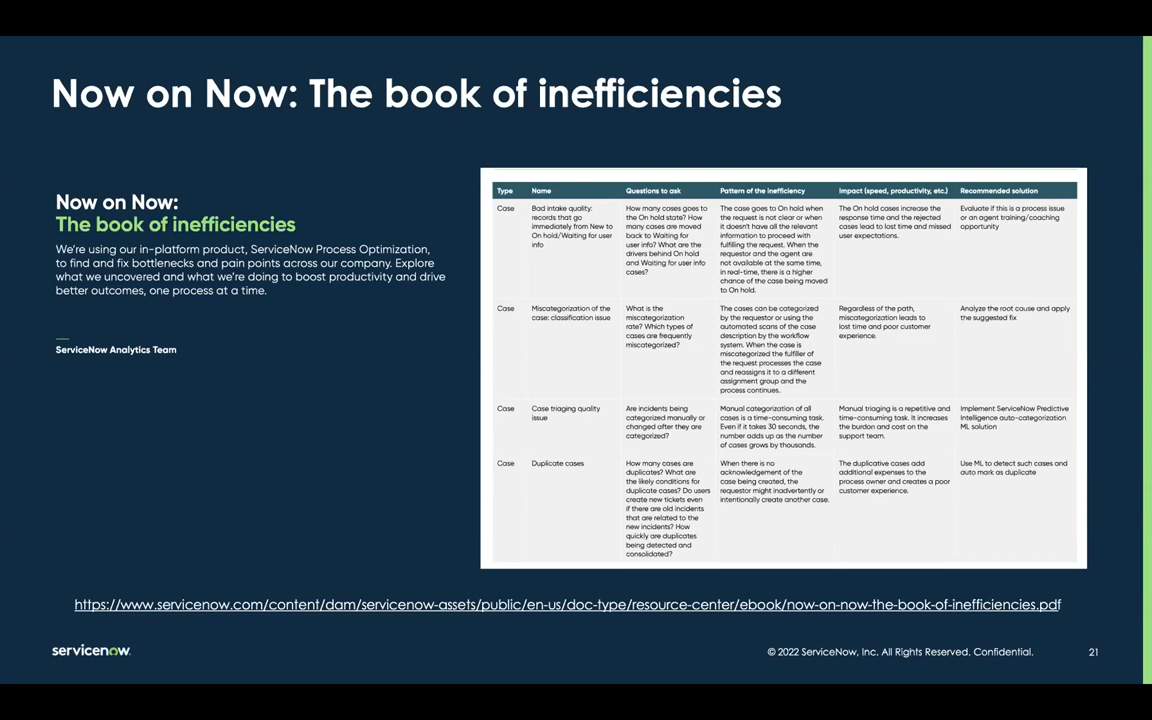 Now on Now: The book of inefficiencies
Now on Now:
The book of inefficiencies
We're using our in-platform product, ServiceNow Process Optimization,
to find and fix bottlenecks and pain points across our company. Explore
what we uncovered and what we're doing to boost productivity and drive
better outcomes, one process at a time.
ServiceNow Analytics Team
Type
Name
Questions to ask
Pattern of the inefficiency
Impact (speed, productivity, etc.)
Recommended solution
Case
Bad intake quality:
records that go
immediately from New to
On hold/Waiting for user
info
How many cases goes to
the On hold state? How
many cases are moved
back to Waiting for
user info? What are the
drivers behind On hold
and Waiting for user info
cases?
The case goes to On hold when
the request is not clear or when
it doesn't have all the relevant
information to proceed with
fulfilling the request. When the
requestor and the agent are
not available at the same time,
in real-time, there is a higher
chance of the case being moved
to On hold.
The On hold cases increase the
response time and the rejected
cases lead to lost time and missed
user expectations.
Evaluate if this is a process issue
or an agent training/coaching
opportunity
Case
Miscategorization of the
case: classification issue
What is the
miscategorization
rate? Which types of
cases are frequently
miscategorized?
The cases can be categorized
by the requestor or using the
automated scans of the case
description by the workflow
system. When the case is
miscategorized the fulfiller of
the request processes the case
and reassigns it to a different
assignment group and the
process continues.
Regardless of the path,
miscategorization leads to
lost time and poor customer
experience.
Analyze the root cause and apply
the suggested fix
Case
Case triaging quality
issue
Are incidents being
categorized manually or
changed after they are
categorized?
Manual categorization of all
cases is a time-consuming task.
Even if it takes 30 seconds, the
number adds up as the number
of cases grows by thousands.
Manual triaging is a repetitive and
time-consuming task. It increases
the burdon and cost on the
support team.
Implement ServiceNow Predictive
Intelligence auto-categorization
ML solution
Case
Duplicate cases
How many cases are
duplicates? What are
the likely conditions for
duplicate cases? Do users
create new tickets even
if there are old incidents
that are related to the
new incidents? How
quickly are duplicates
being detected and
consolidated?
When there is no
acknowledgement of the
case being created, the
requestor might inadvertently or
intentionally create another case.
The duplicative cases add
additional expenses to the
process owner and creates a poor
customer experience.
Use ML to detect such cases and
auto mark as duplicate
https://www.servicenow.com/content/dam/servicenow-assets/public/en-us/doc-type/resource-center/ebook/now-on-now-the-book-of-inefficiencies.pdf
servicenow
© 2022 ServiceNow, Inc. All Rights Reserved. Confidential.
21